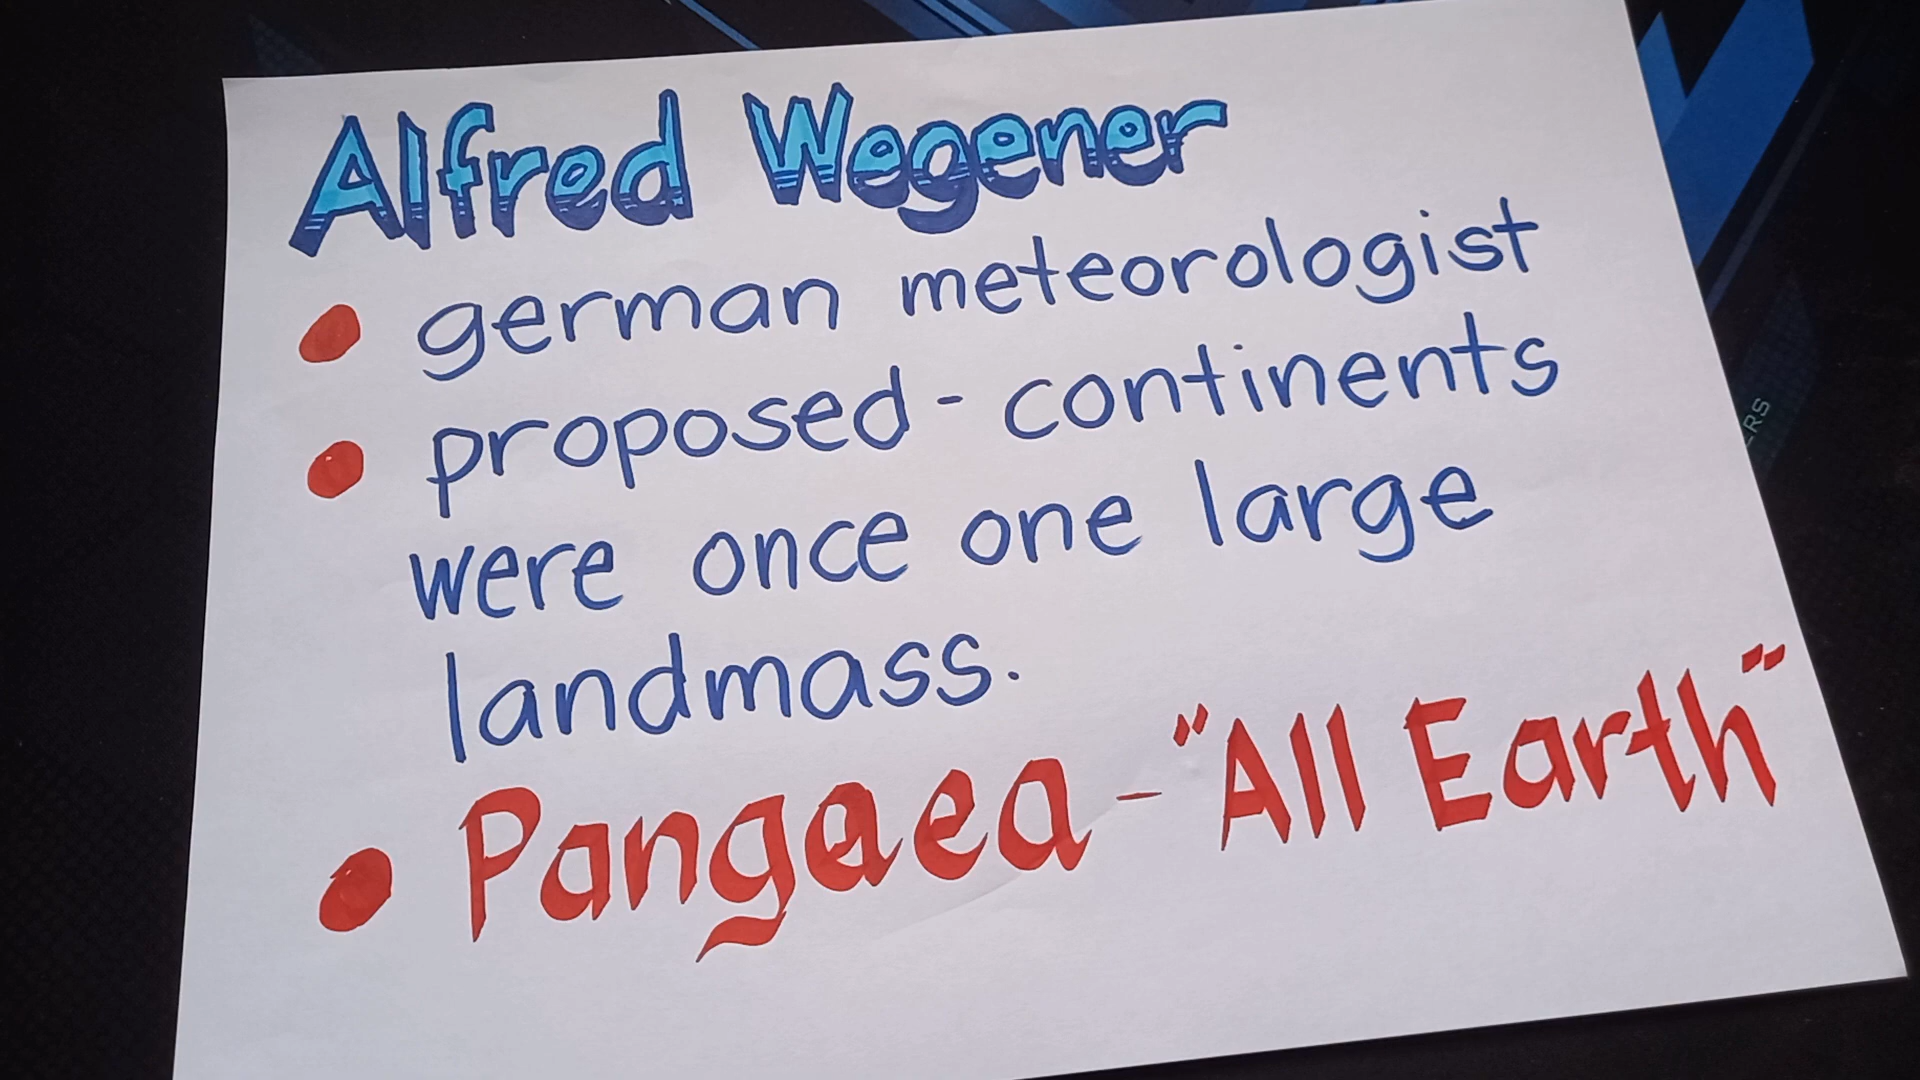 Alfred Wegener
• german meteorologist
• proposed - continents
were once one large
landmass.
• Pangaea - "All Earth"